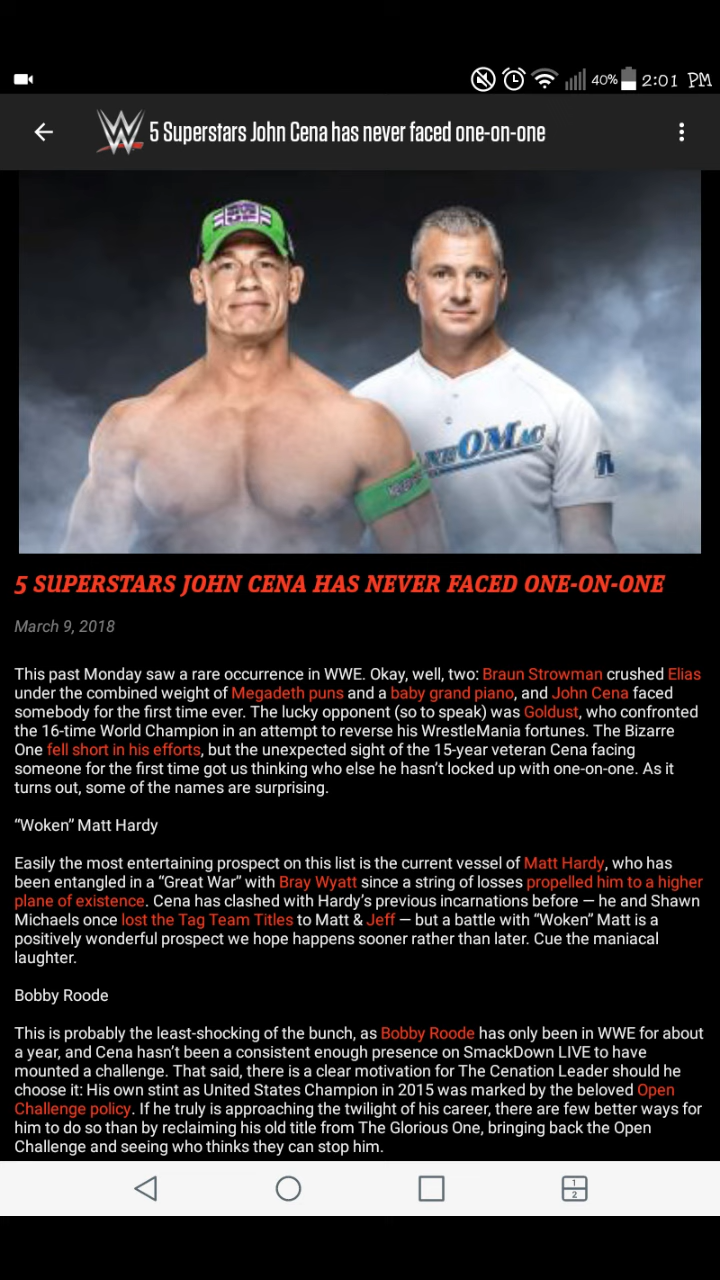 40% 2:01 PM
W 5 Superstars John Cena has never faced one-on-one
OMAC
5 SUPERSTARS JOHN CENA HAS NEVER FACED ONE-ON-ONE
March 9, 2018
This past Monday saw a rare occurrence in WWE. Okay, well, two: Braun Strowman crushed Elias
under the combined weight of Megadeth puns and a baby grand piano, and John Cena faced
somebody for the first time ever. The lucky opponent (so to speak) was Goldust, who confronted
the 16-time World Champion in an attempt to reverse his WrestleMania fortunes. The Bizarre
One fell short in his efforts, but the unexpected sight of the 15-year veteran Cena facing
someone for the first time got us thinking who else he hasn't locked up with one-on-one. As it
turns out, some of the names are surprising.
“Woken” Matt Hardy
Easily the most entertaining prospect on this list is the current vessel of Matt Hardy, who has
been entangled in a “Great War” with Bray Wyatt since a string of losses propelled him to a higher
plane of existence. Cena has clashed with Hardy's previous incarnations before — he and Shawn
Michaels once lost the Tag Team Titles to Matt & Jeff — but a battle with “Woken” Matt is a
positively wonderful prospect we hope happens sooner rather than later. Cue the maniacal
laughter.
Bobby Roode
This is probably the least-shocking of the bunch, as Bobby Roode has only been in WWE for about
a year, and Cena hasn't been a consistent enough presence on SmackDown LIVE to have
mounted a challenge. That said, there is a clear motivation for The Cenation Leader should he
choose it: His own stint as United States Champion in 2015 was marked by the beloved Open
Challenge policy. If he truly is approaching the twilight of his career, there are few better ways for
him to do so than by reclaiming his old title from The Glorious One, bringing back the Open
Challenge and seeing who thinks they can stop him.
1
2